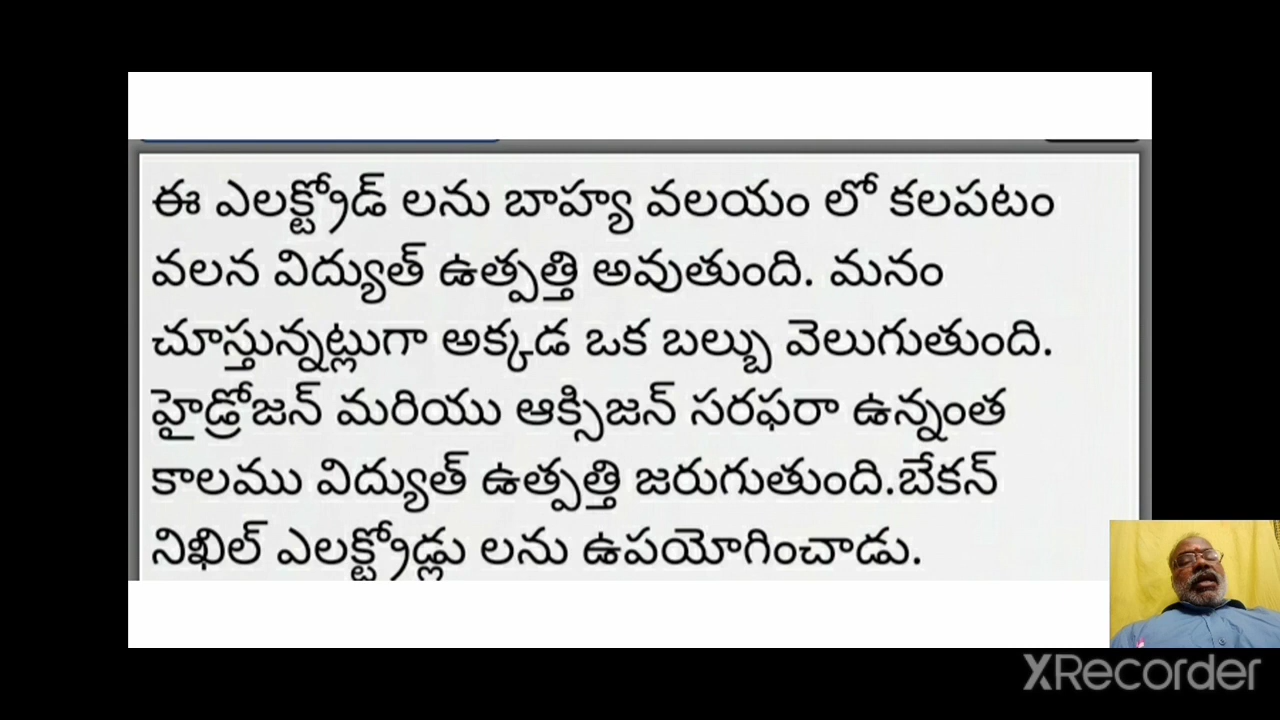 ఈ ఎలక్ట్రోడ్ లను బాహ్య వలయం లో కలపటం
వలన విద్యుత్ ఉత్పత్తి అవుతుంది. మనం
చూస్తున్నట్లుగా అక్కడ ఒక బల్బు వెలుగుతుంది.
హైడ్రోజన్ మరియు ఆక్సిజన్ సరఫరా ఉన్నంత
కాలము విద్యుత్ ఉత్పత్తి జరుగుతుంది.బేకన్
నిఖిల్ ఎలక్ట్రోడ్లు లను ఉపయోగించాడు.
XRecorder